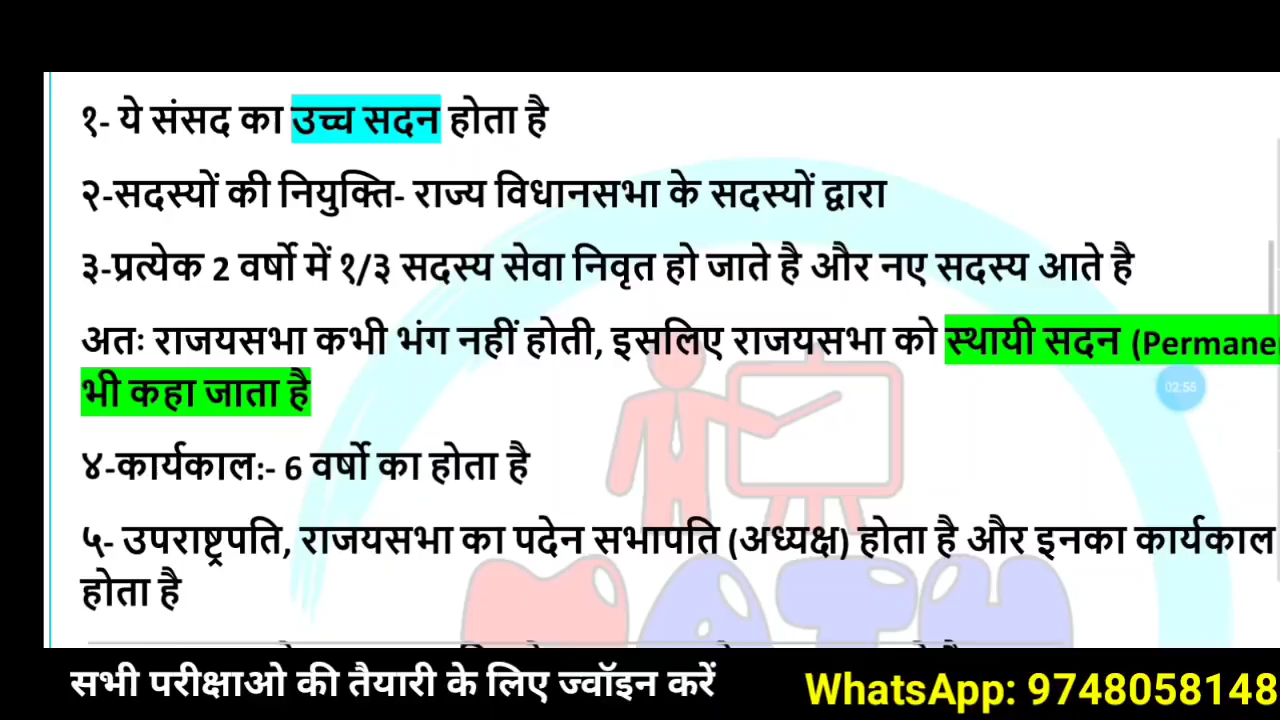 १- ये संसद का उच्च सदन होता है
२-सदस्यों की नियुक्ति- राज्य विधानसभा के सदस्यों द्वारा
३-प्रत्येक 2 वर्षो में १/३ सदस्य सेवा निवृत हो जाते है और नए सदस्य आते है
अतः राजयसभा कभी भंग नहीं होती, इसलिए राजयसभा को स्थायी सदन
भी कहा जाता है
02:55
४-कार्यकाल:- 6 वर्षो का होता है
५- उपराष्ट्रपति, राजयसभा का पदेन सभापति (अध्यक्ष) होता है और इनका कार्यकाल
होता है
सभी परीक्षाओ की तैयारी के लिए ज्वॉइन करें
WhatsApp: 9748058148